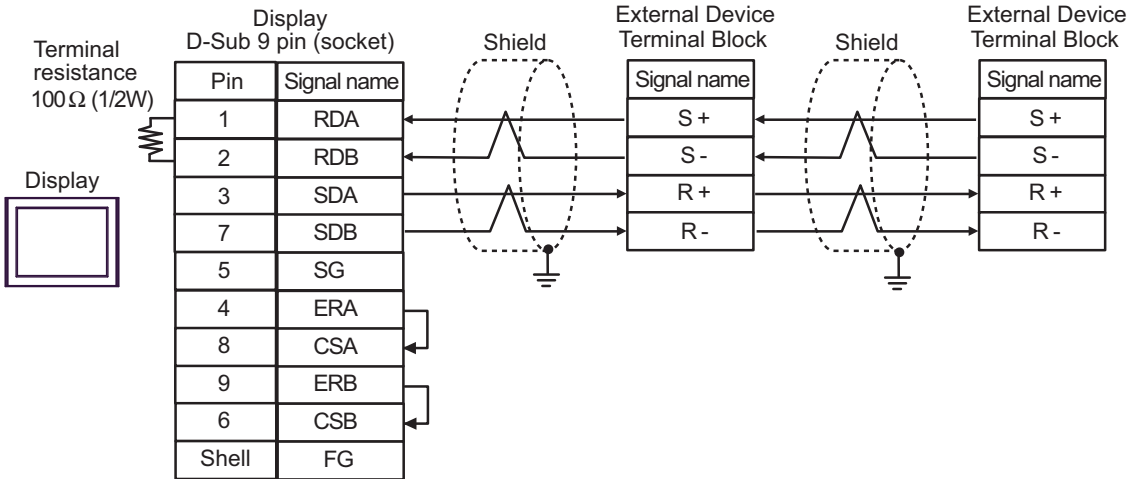 Terminal
resistance
100Ω (1/2W)
Display
Display
D-Sub 9 pin (socket)
Pin Signal name
1 RDA
2 RDB
3 SDA
7 SDB
5 SG
4 ERA
8 CSA
9 ERB
6 CSB
Shell FG
Shield
External Device
Terminal Block
Signal name
S +
S -
R +
R -
Shield
External Device
Terminal Block
Signal name
S +
S -
R +
R -